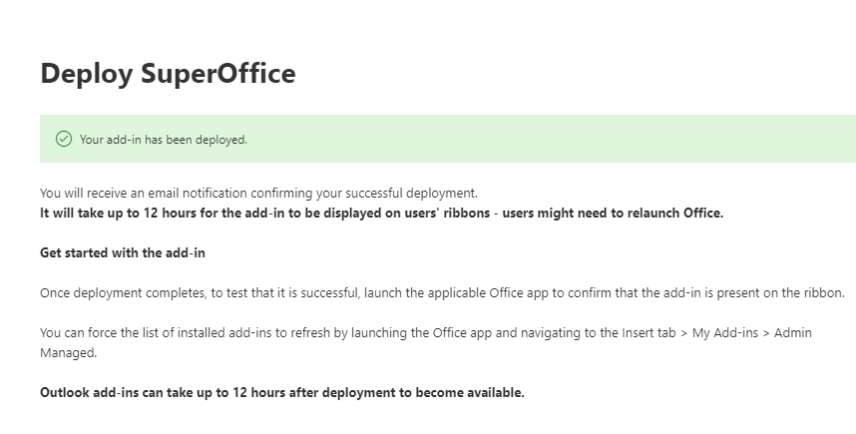 Deploy SuperOffice
Your add-in has been deployed.
You will receive an email notification confirming your successful deployment.
It will take up to 12 hours for the add-in to be displayed on users' ribbons - users might need to relaunch Office.
Get started with the add-in
Once deployment completes, to test that it is successful, launch the applicable Office app to confirm that the add-in is present on the ribbon.
You can force the list of installed add-ins to refresh by launching the Office app and navigating to the Insert tab > My Add-ins > Admin
Managed.
Outlook add-ins can take up to 12 hours after deployment to become available.